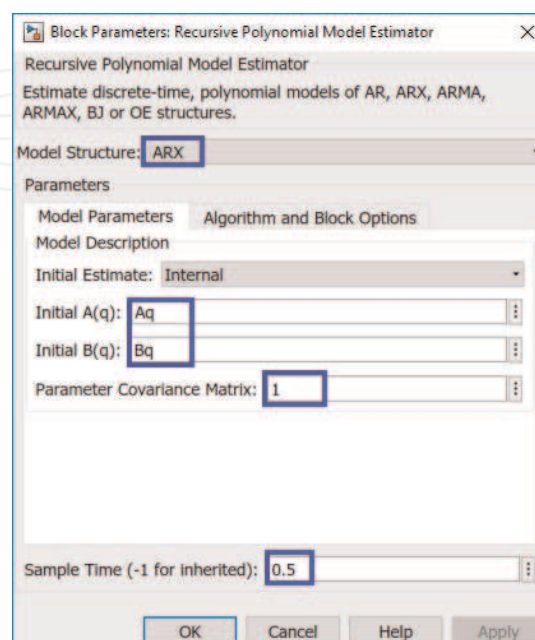 Block Parameters: Recursive Polynomial Model Estimator
Recursive Polynomial Model Estimator
Estimate discrete-time, polynomial models of AR, ARX, ARMA,
ARMAX, BJ or OE structures.
Model Structure: ARX
Parameters
Model Parameters Algorithm and Block Options
Model Description
Initial Estimate: Internal
Initial A(q): Aq
Initial B(q): Bq
Parameter Covariance Matrix: 1
Sample Time (-1 for inherited): 0.5
OK Cancel Help Apply